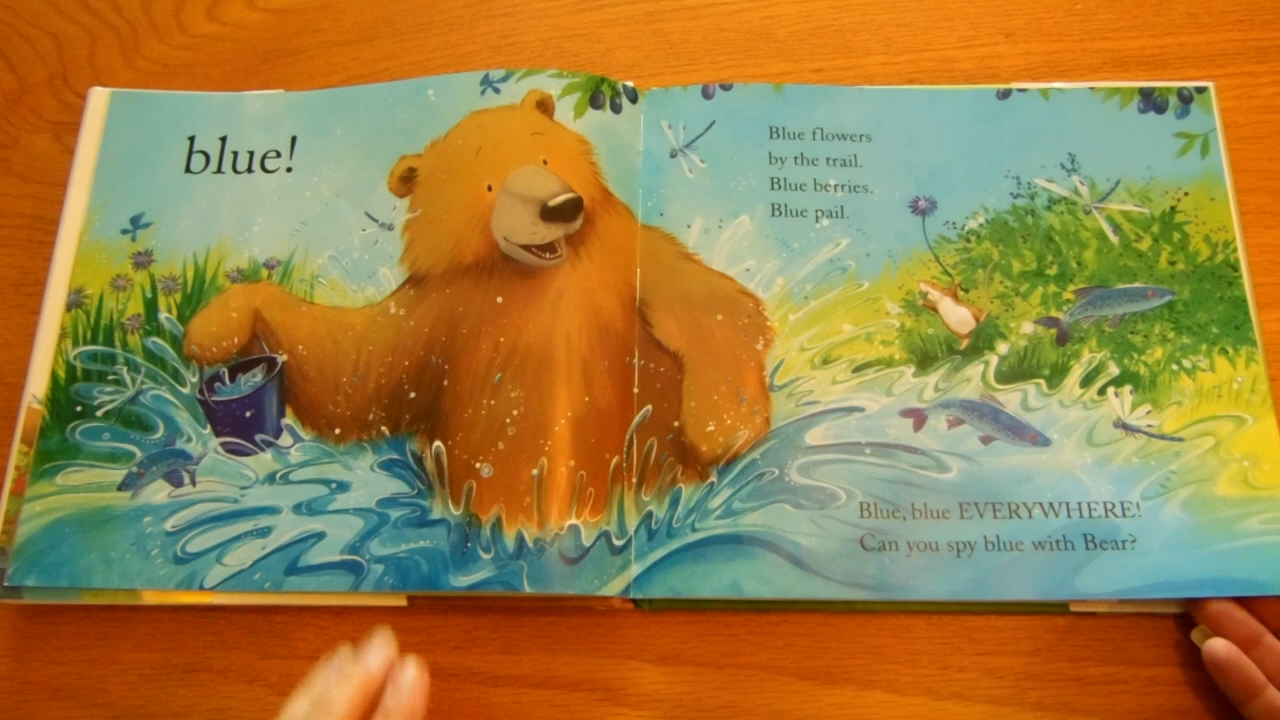 blue!
Blue flowers
by the trail.
Blue berries.
Blue pail.
Blue, blue EVERYWHERE!
Can you spy blue with Bear?